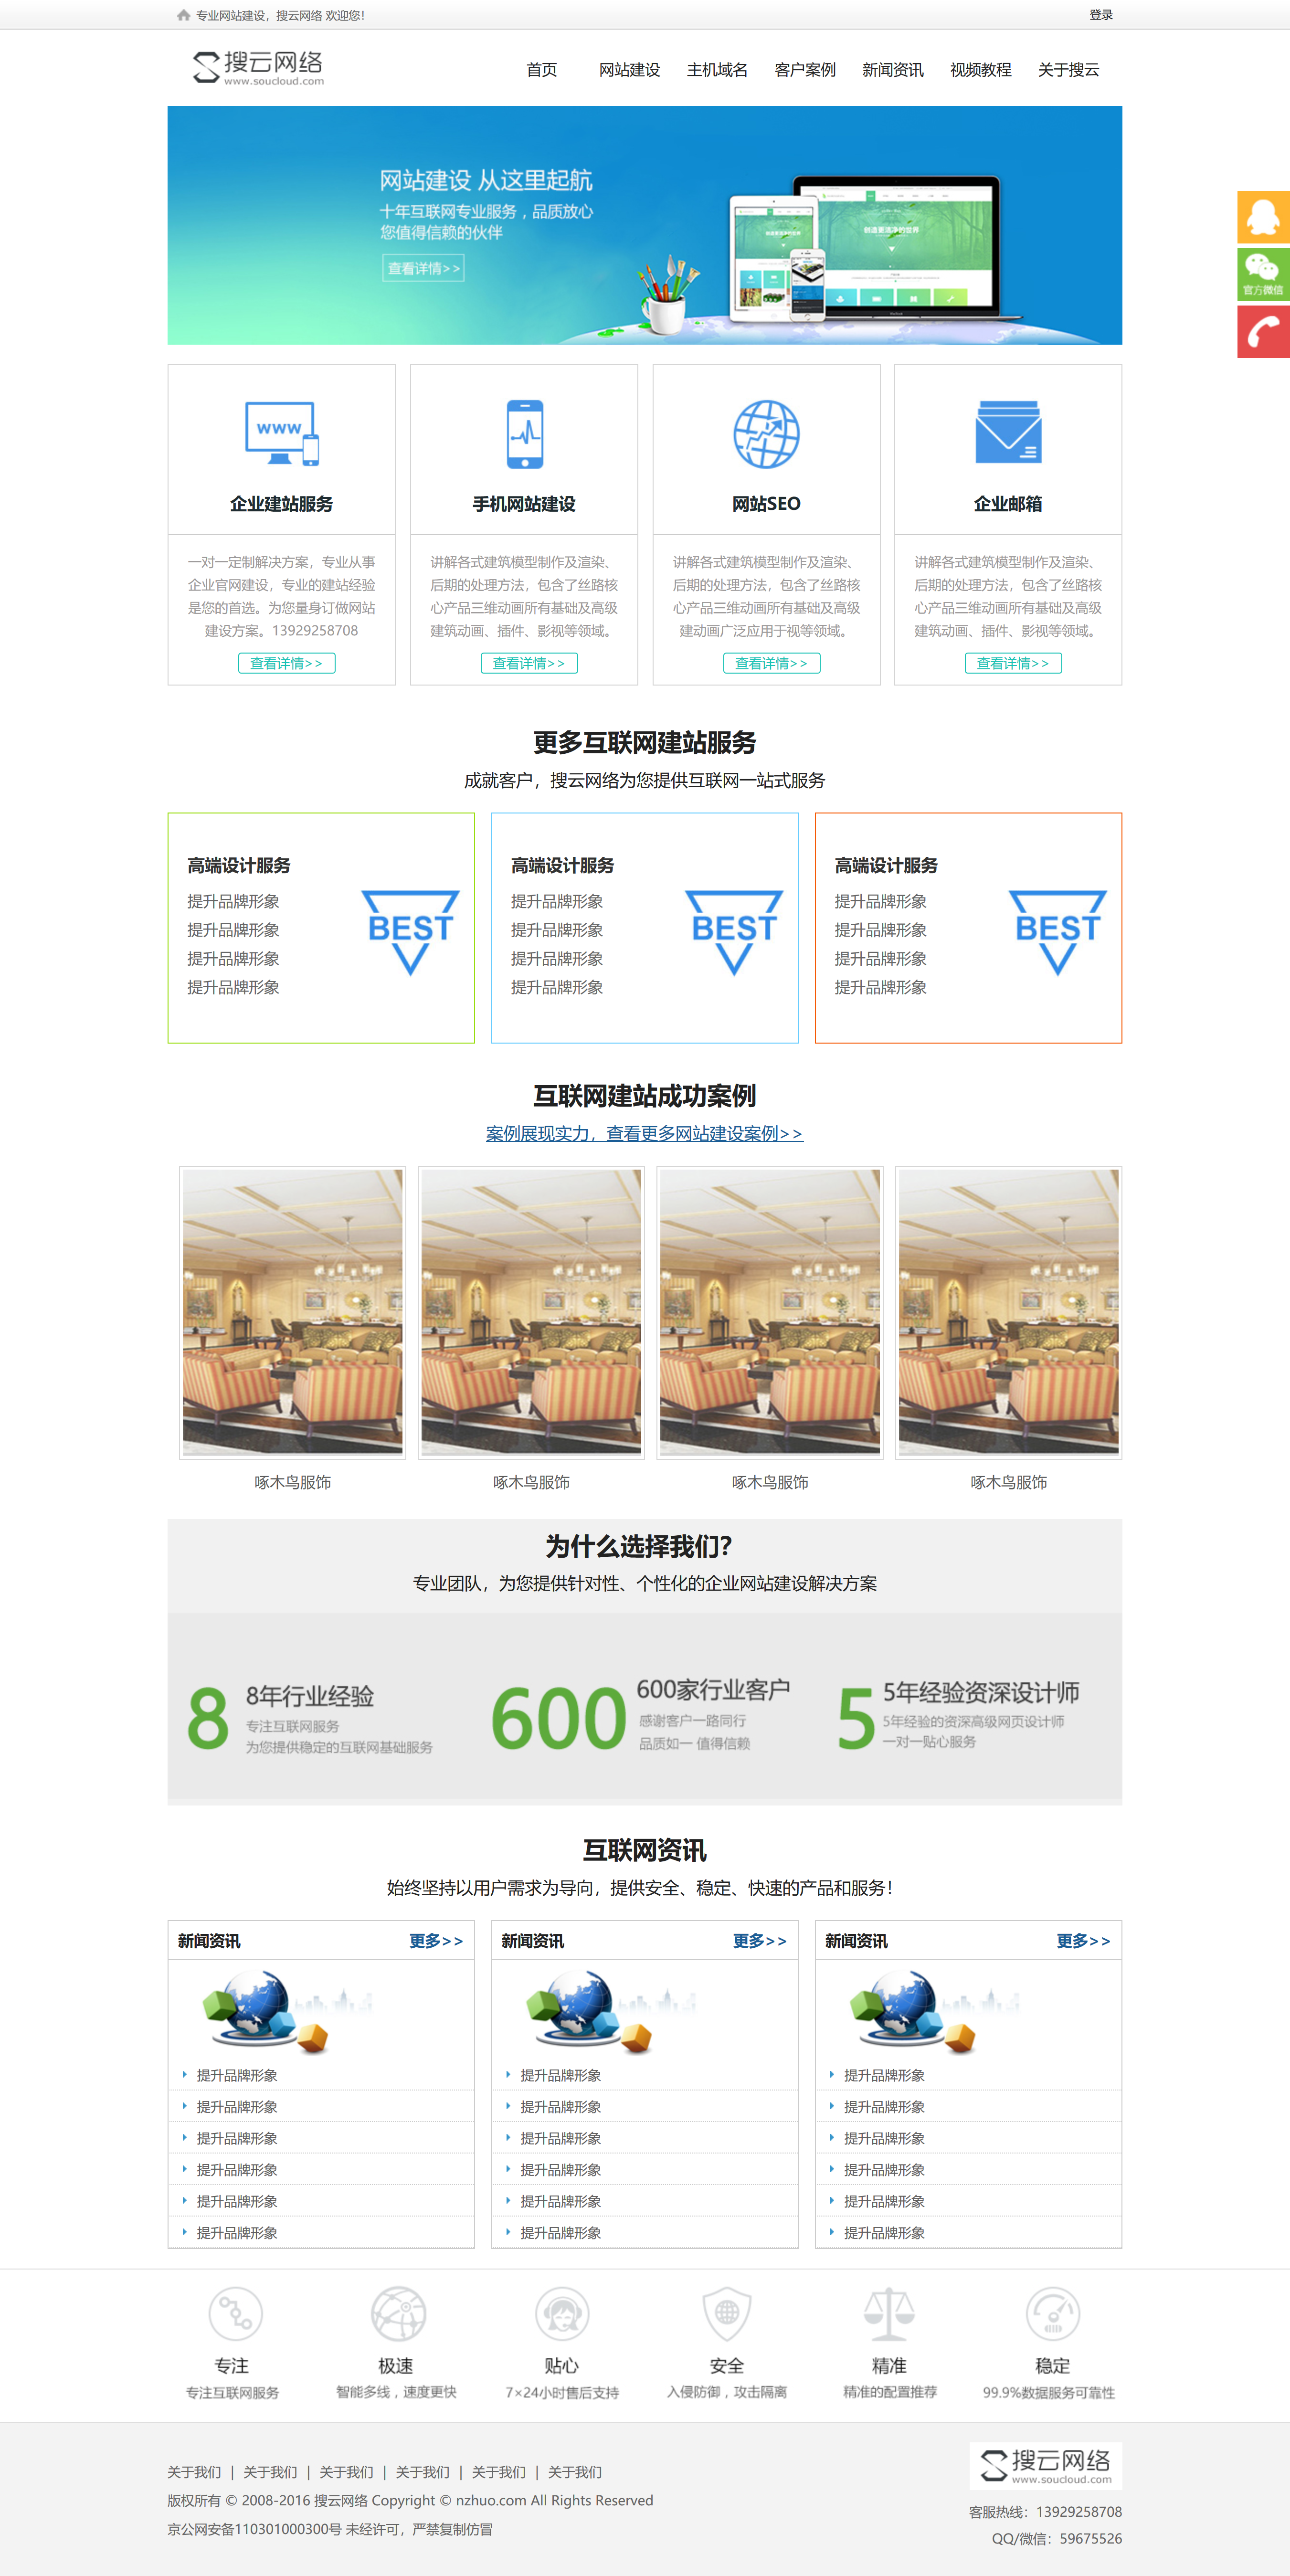 专业网站建设，搜云网络 欢迎您！
登录
搜云网络
www.soucloud.com
首页 网站建设 主机域名 客户案例 新闻资讯 视频教程 关于搜云
网站建设 从这里起航
十年互联网专业服务，品质放心
您值得信赖的伙伴
查看详情>>
创造更清净的世界
创造更清净的世界
官方微信
www
企业建站服务
一对一定制解决方案，专业从事
企业官网建设，专业的建站经验
是您的首选。为您量身订做网站
建设方案。13929258708
查看详情>>
手机网站建设
讲解各式建筑模型制作及渲染、
后期的处理方法，包含了丝路核
心产品三维动画所有基础及高级
建筑动画、插件、影视等领域。
查看详情>>
网站SEO
讲解各式建筑模型制作及渲染、
后期的处理方法，包含了丝路核
心产品三维动画所有基础及高级
建动画广泛应用于视等领域。
查看详情>>
企业邮箱
讲解各式建筑模型制作及渲染、
后期的处理方法，包含了丝路核
心产品三维动画所有基础及高级
建筑动画、插件、影视等领域。
查看详情>>
更多互联网建站服务
成就客户，搜云网络为您提供互联网一站式服务
高端设计服务
提升品牌形象
提升品牌形象
提升品牌形象
提升品牌形象
BEST
高端设计服务
提升品牌形象
提升品牌形象
提升品牌形象
提升品牌形象
BEST
高端设计服务
提升品牌形象
提升品牌形象
提升品牌形象
提升品牌形象
BEST
互联网建站成功案例
案例展现实力，查看更多网站建设案例>>
啄木鸟服饰
啄木鸟服饰
啄木鸟服饰
啄木鸟服饰
为什么选择我们？
专业团队，为您提供针对性、个性化的企业网站建设解决方案
8
8年行业经验
专注互联网服务
为您提供稳定的互联网基础服务
600
600家行业客户
感谢客户一路同行
品质如一 值得信赖
5
5年经验资深设计师
5年经验的资深高级网页设计师
一对一贴心服务
互联网资讯
始终坚持以用户需求为导向，提供安全、稳定、快速的产品和服务！
新闻资讯 更多>>
提升品牌形象
提升品牌形象
提升品牌形象
提升品牌形象
提升品牌形象
提升品牌形象
新闻资讯 更多>>
提升品牌形象
提升品牌形象
提升品牌形象
提升品牌形象
提升品牌形象
提升品牌形象
新闻资讯 更多>>
提升品牌形象
提升品牌形象
提升品牌形象
提升品牌形象
提升品牌形象
提升品牌形象
专注
专注互联网服务
极速
智能多线，速度更快
贴心
7×24小时售后支持
安全
入侵防御，攻击隔离
精准
精准的配置推荐
稳定
99.9%数据服务可靠性
关于我们 | 关于我们 | 关于我们 | 关于我们 | 关于我们 | 关于我们
版权所有 © 2008-2016 搜云网络 Copyright © nzhuo.com All Rights Reserved
京公网安备110301000300号 未经许可，严禁复制仿冒
搜云网络
www.soucloud.com
客服热线：13929258708
QQ/微信：59675526